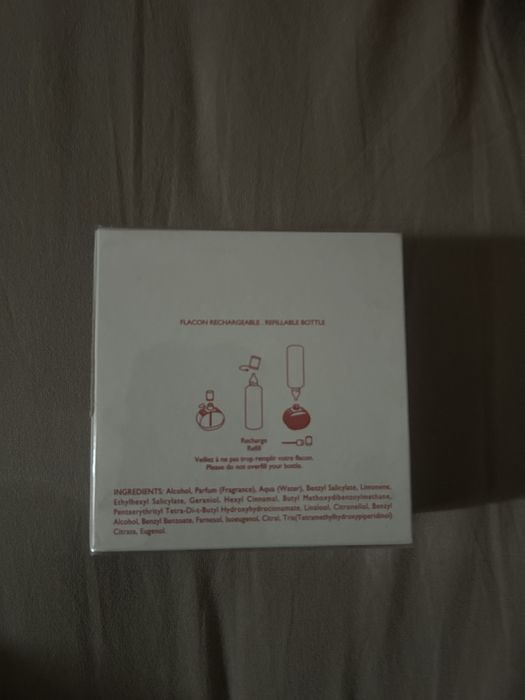 FLACON RECHARGEABLE . REFILLABLE BOTTLE
Recharge
Refill
Veillez à ne pas trop remplir votre flacon.
Please do not overfill your bottle.
INGREDIENTS: Alcohol, Parfum (Fragrance), Aqua (Water), Benzyl Salicylate, Limonene,
Ethylhexyl Salicylate, Geraniol, Hexyl Cinnamal, Butyl Methoxydibenzoylmethane,
Pentaerythrityl Tetra-Di-t-Butyl Hydroxyhydrocinnamate, Linalool, Citronellol, Benzyl
Alcohol, Benzyl Benzoate, Farnesol, Isoeugenol, Citral, Tris(Tetramethylhydroxypiperidinol)
Citrate, Eugenol.